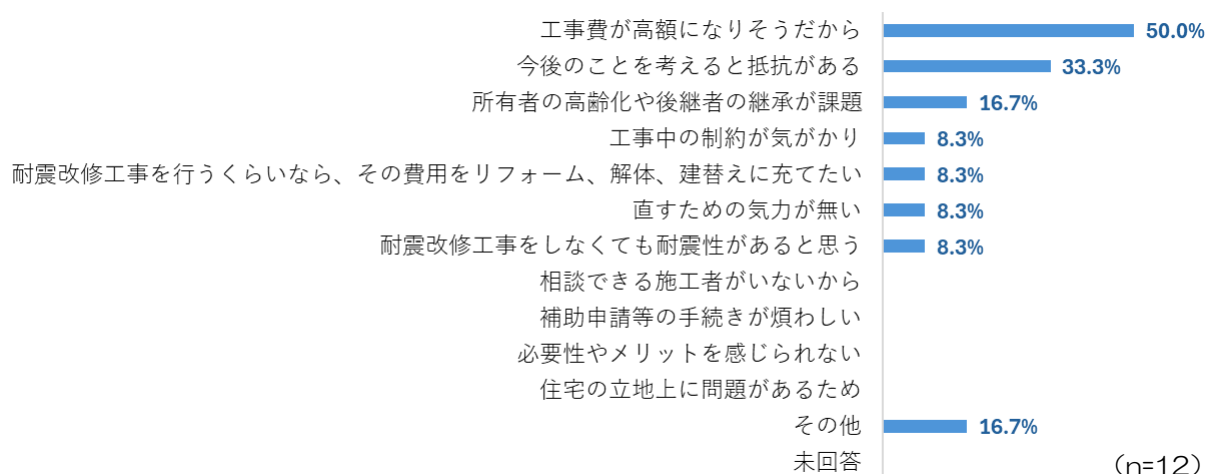 工事費が高額になりそうだから 50.0%
今後のことを考えると抵抗がある 33.3%
所有者の高齢化や後継者の継承が課題 16.7%
工事中の制約が気がかり 8.3%
耐震改修工事を行うくらいなら、その費用をリフォーム、解体、建替えに充てたい 8.3%
直すための気力が無い 8.3%
耐震改修工事をしなくても耐震性があると思う 8.3%
相談できる施工者がいないから
補助申請等の手続きが煩わしい
必要性やメリットを感じられない
住宅の立地上に問題があるため
その他 16.7%
未回答
（n=12）